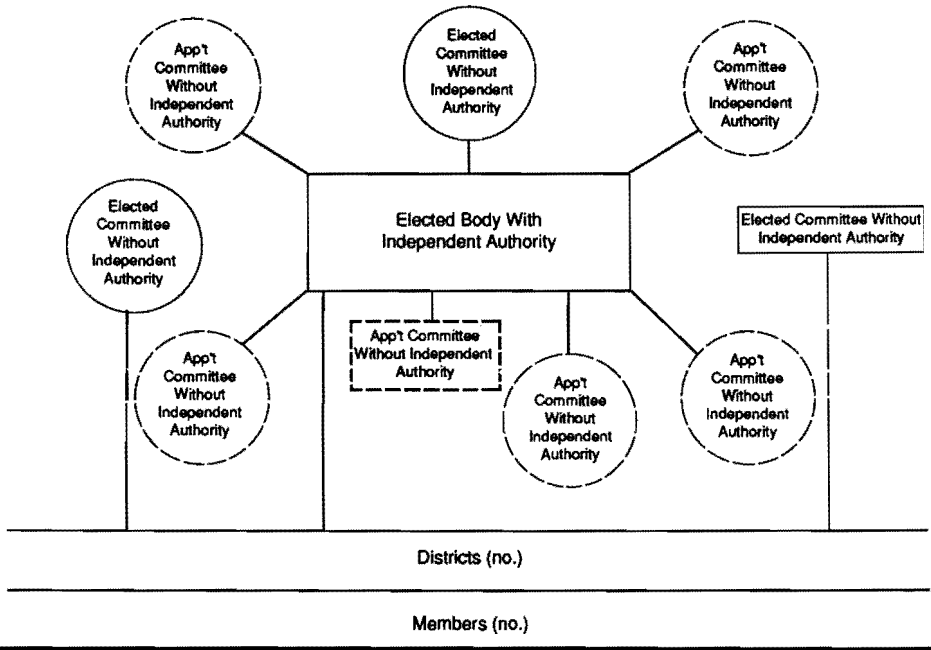 App't
Committee
Without
Independent
Authority
Elected
Committee
Without
Independent
Authority
App't
Committee
Without
Independent
Authority
Elected
Committee
Without
Independent
Authority
Elected Body With
Independent Authority
Elected Committee Without
Independent Authority
App't
Committee
Without
Independent
Authority
App't Committee
Without Independent
Authority
App't
Committee
Without
Independent
Authority
App't
Committee
Without
Independent
Authority
Districts (no.)
Members (no.)